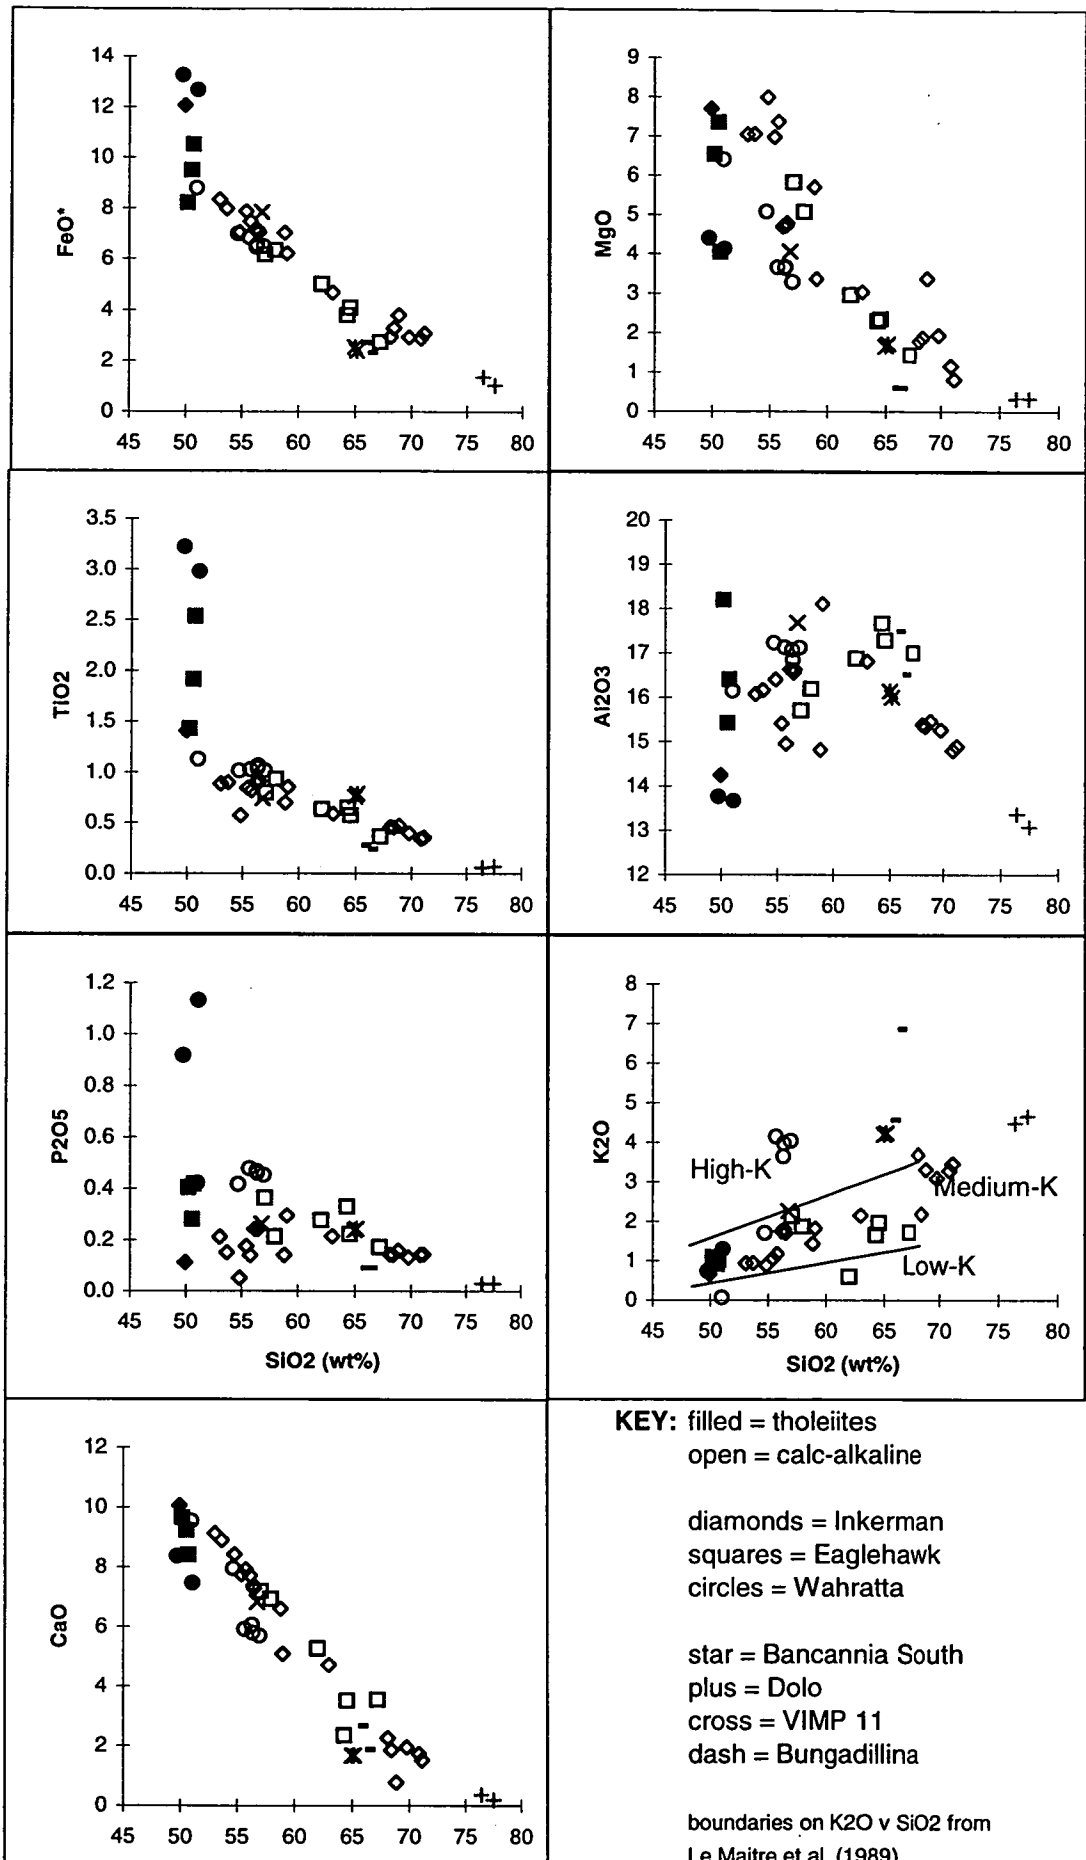 14
12
10
8
6
4
2
0
FeO*
45 50 55 60 65 70 75 80
9
8
7
6
5
4
3
2
1
0
MgO
45 50 55 60 65 70 75 80
3.5
3.0
2.5
2.0
1.5
1.0
0.5
0.0
TiO2
45 50 55 60 65 70 75 80
20
19
18
17
16
15
14
13
12
Al2O3
45 50 55 60 65 70 75 80
1.2
1.0
0.8
0.6
0.4
0.2
0.0
P2O5
45 50 55 60 65 70 75 80
SiO2 (wt%)
8
7
6
5
4
3
2
1
0
K2O
High-K
Medium-K
Low-K
45 50 55 60 65 70 75 80
SiO2 (wt%)
12
10
8
6
4
2
0
CaO
45 50 55 60 65 70 75 80
KEY: filled = tholeiites
open = calc-alkaline
diamonds = Inkerman
squares = Eaglehawk
circles = Wahratta
star = Bancannia South
plus = Dolo
cross = VIMP 11
dash = Bungadillina
boundaries on K2O v SiO2 from
Le Maitre et al. (1989)